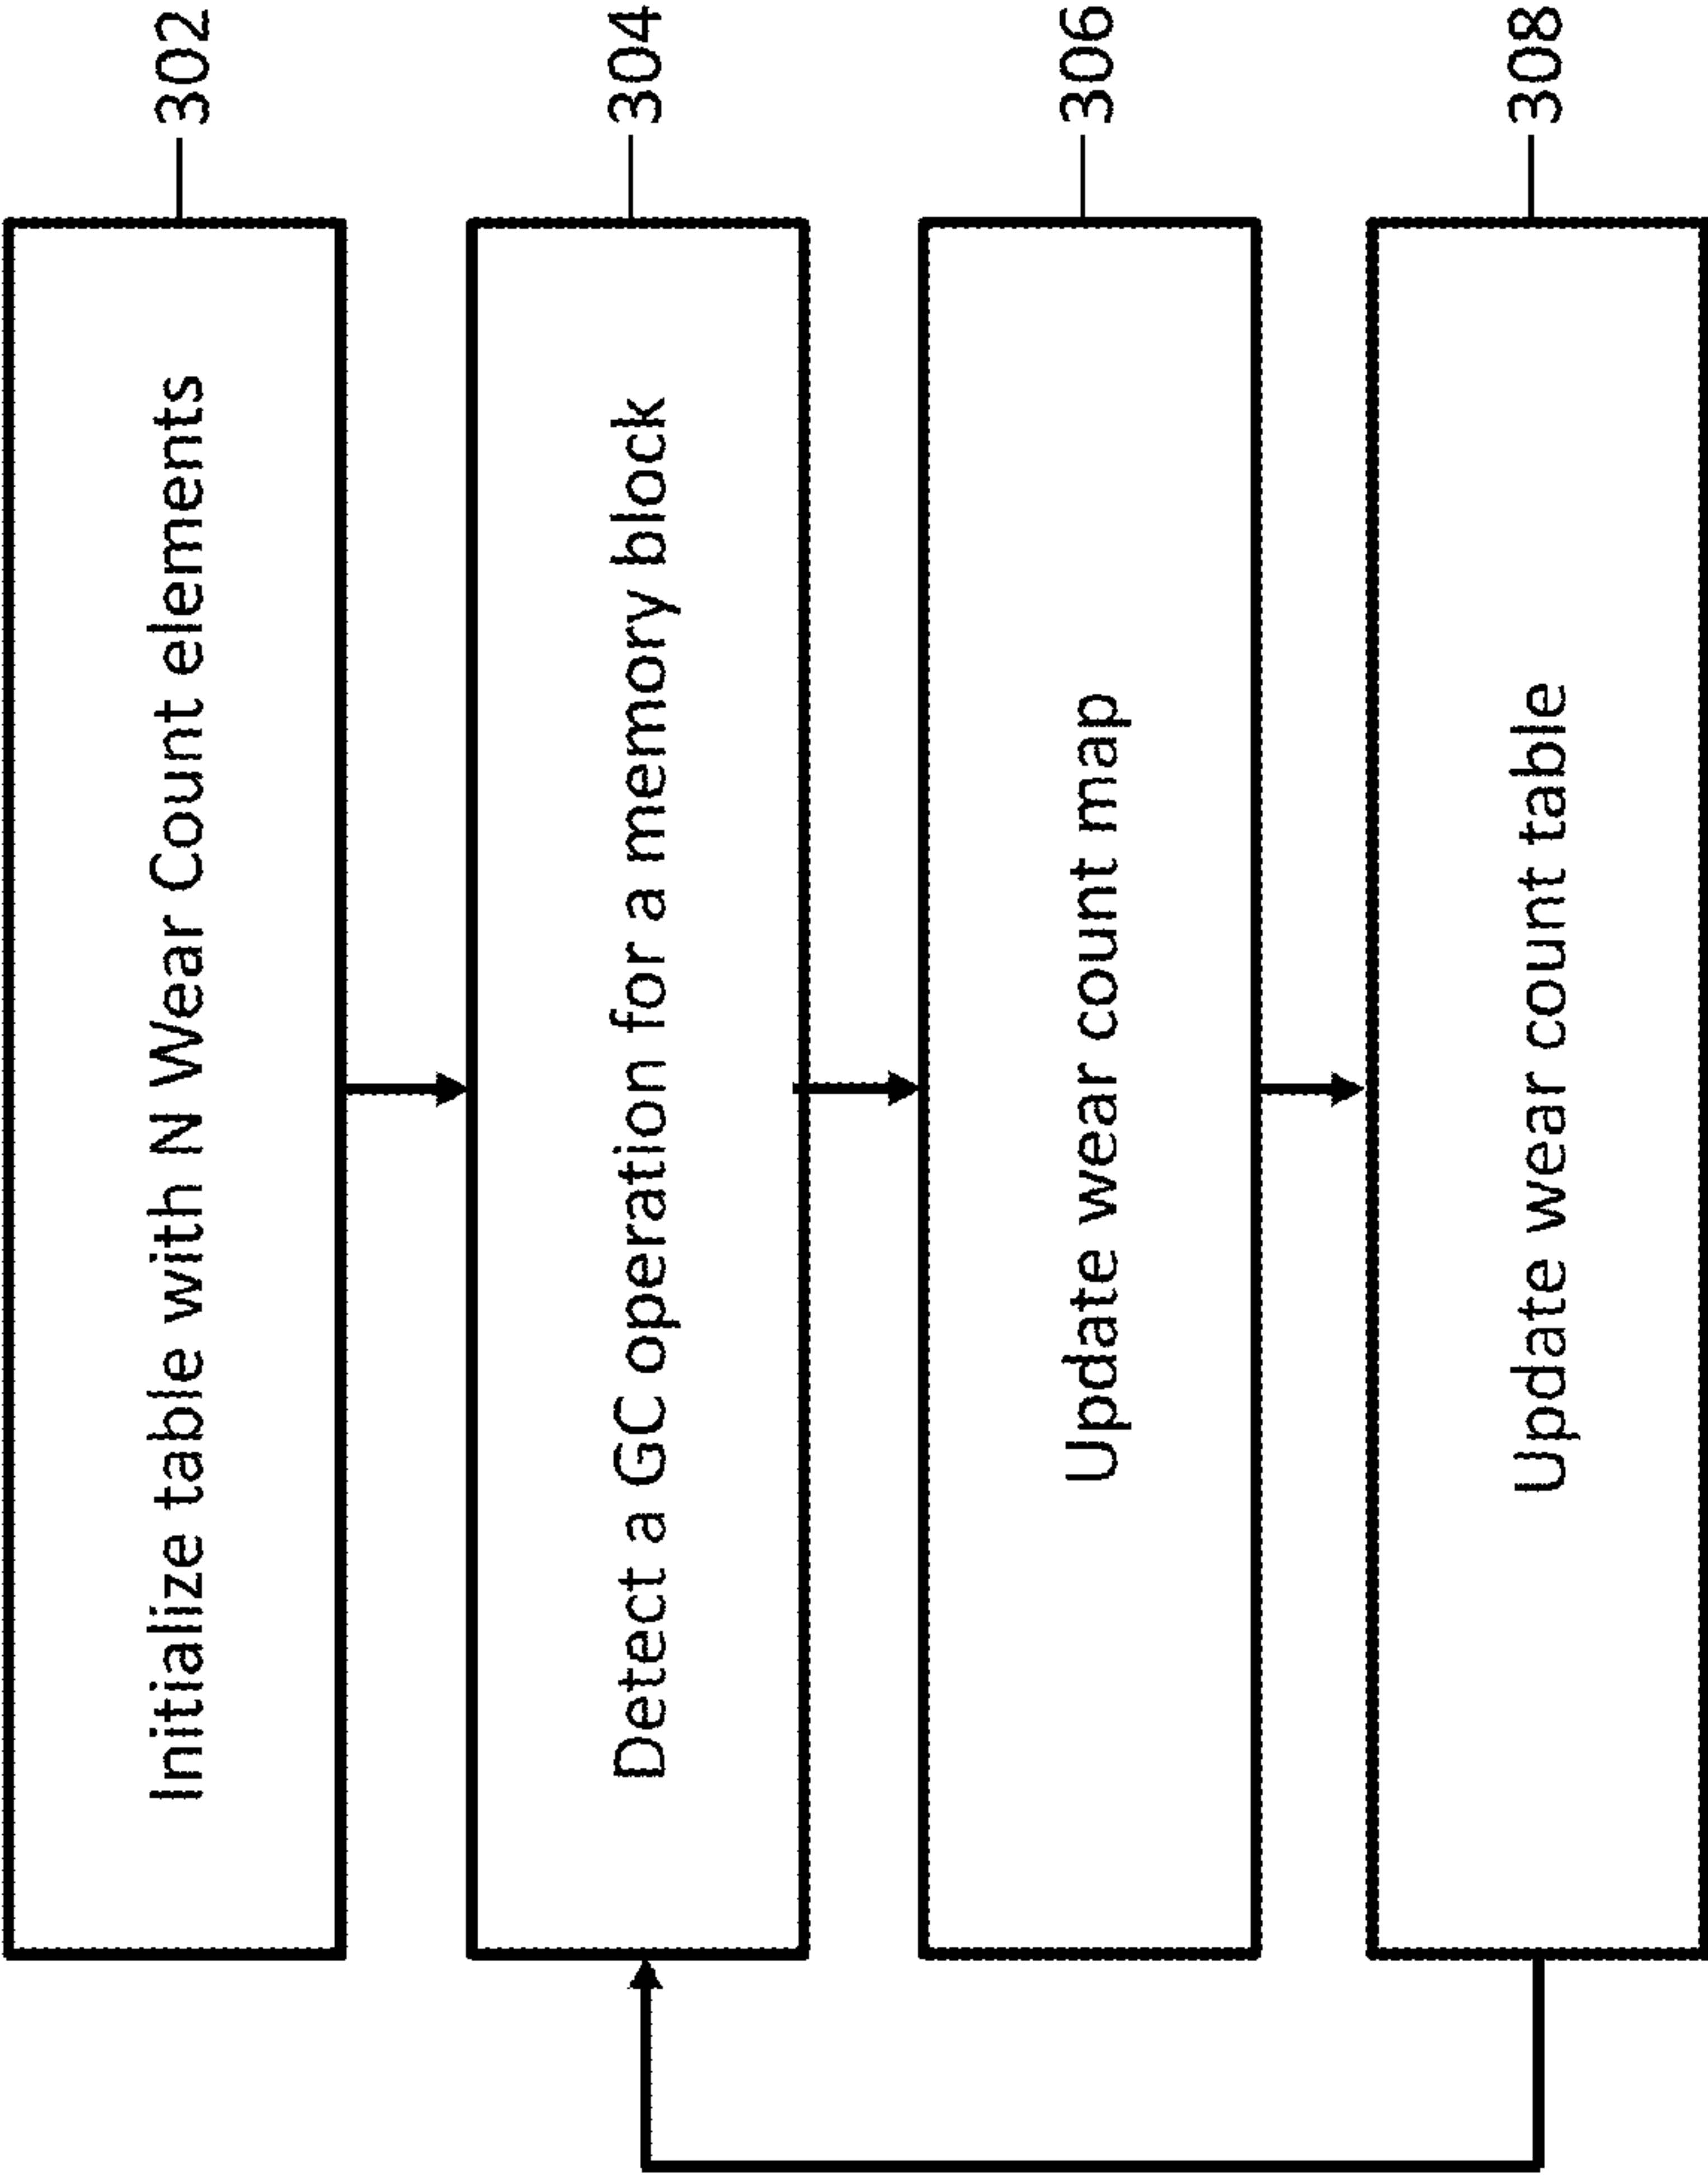 Initialize table with N Wear Count elements
302
Detect a GC operation for a memory block
304
Update wear count map
306
Update wear count table
308